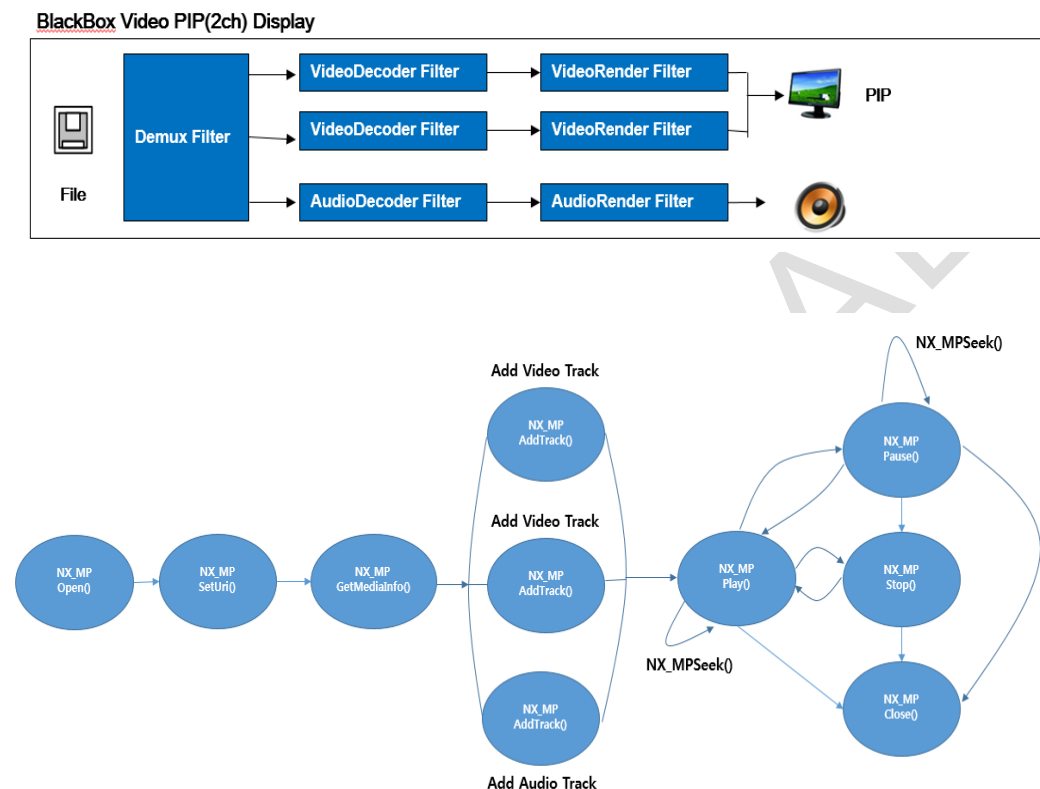 BlackBox Video PIP(2ch) Display
VideoDecoder Filter
VideoRender Filter
PIP
Demux Filter
VideoDecoder Filter
VideoRender Filter
File
AudioDecoder Filter
AudioRender Filter
NX_MPSeek()
Add Video Track
NX_MP
AddTrack()
NX_MP
Pause()
Add Video Track
NX_MP
Open()
NX_MP
SetUri()
NX_MP
GetMediaInfo()
NX_MP
AddTrack()
NX_MP
Play()
NX_MP
Stop()
NX_MPSeek()
NX_MP
AddTrack()
NX_MP
Close()
Add Audio Track